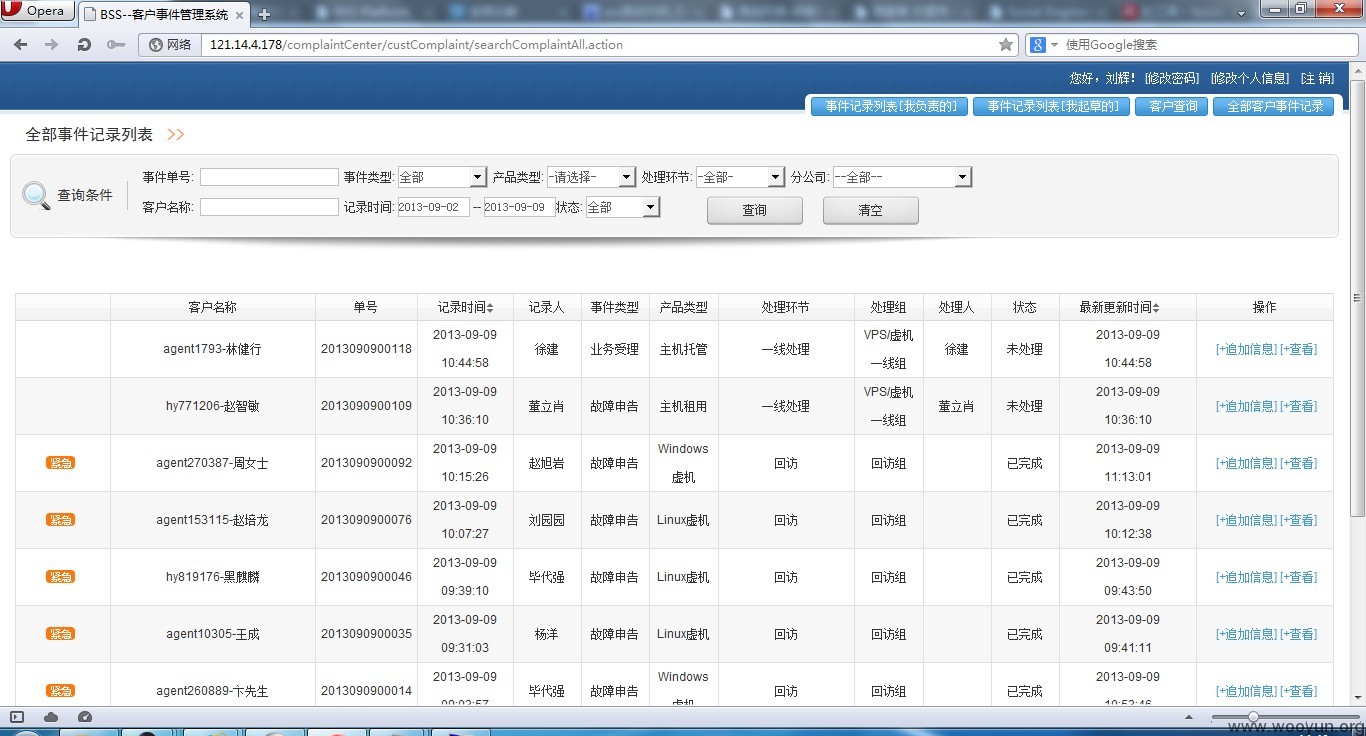 Opera
BSS--客户事件管理系统
网络
121.14.4.178/complaintCenter/custComplaint/searchComplaintAll.action
使用Google搜索
您好，刘辉！ [修改密码] [修改个人信息] [注 销]
事件记录列表[我负责的] 事件记录列表[我起草的] 客户查询 全部客户事件记录
全部事件记录列表 >>
查询条件
事件单号: 事件类型: 全部 产品类型: -请选择- 处理环节: -全部- 分公司: --全部--
客户名称: 记录时间: 2013-09-02 -- 2013-09-09 状态: 全部 查询 清空
客户名称 单号 记录时间 记录人 事件类型 产品类型 处理环节 处理组 处理人 状态 最新更新时间 操作
agent1793-林健行 2013090900118 2013-09-09 10:44:58 徐建 业务受理 主机托管 一线处理 VPS/虚机一线组 徐建 未处理 2013-09-09 10:44:58 [+追加信息] [+查看]
hy771206-赵智敏 2013090900109 2013-09-09 10:36:10 董立肖 故障申告 主机租用 一线处理 VPS/虚机一线组 董立肖 未处理 2013-09-09 10:36:10 [+追加信息] [+查看]
紧急 agent270387-周女士 2013090900092 2013-09-09 10:15:26 赵旭岩 故障申告 Windows虚机 回访 回访组 已完成 2013-09-09 11:13:01 [+追加信息] [+查看]
紧急 agent153115-赵培龙 2013090900076 2013-09-09 10:07:27 刘园园 故障申告 Linux虚机 回访 回访组 已完成 2013-09-09 10:12:38 [+追加信息] [+查看]
紧急 hy819176-黑麒麟 2013090900046 2013-09-09 09:39:10 毕代强 故障申告 Linux虚机 回访 回访组 已完成 2013-09-09 09:43:50 [+追加信息] [+查看]
紧急 agent10305-王成 2013090900035 2013-09-09 09:31:03 杨洋 故障申告 Linux虚机 回访 回访组 已完成 2013-09-09 09:41:11 [+追加信息] [+查看]
紧急 agent260889-卞先生 2013090900014 2013-09-09 毕代强 故障申告 Windows 回访 回访组 已完成 2013-09-09 [+追加信息] [+查看]
www.wooyun.org